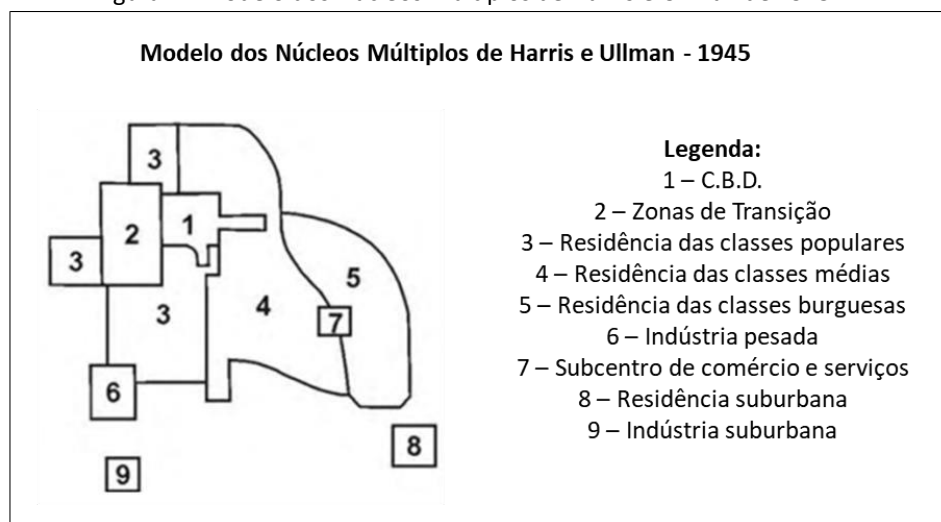 Modelo dos Núcleos Múltiplos de Harris e Ullman - 1945
3
2
1
3
3
4
5
7
6
8
9
Legenda:
1 – C.B.D.
2 – Zonas de Transição
3 – Residência das classes populares
4 – Residência das classes médias
5 – Residência das classes burguesas
6 – Indústria pesada
7 – Subcentro de comércio e serviços
8 – Residência suburbana
9 – Indústria suburbana